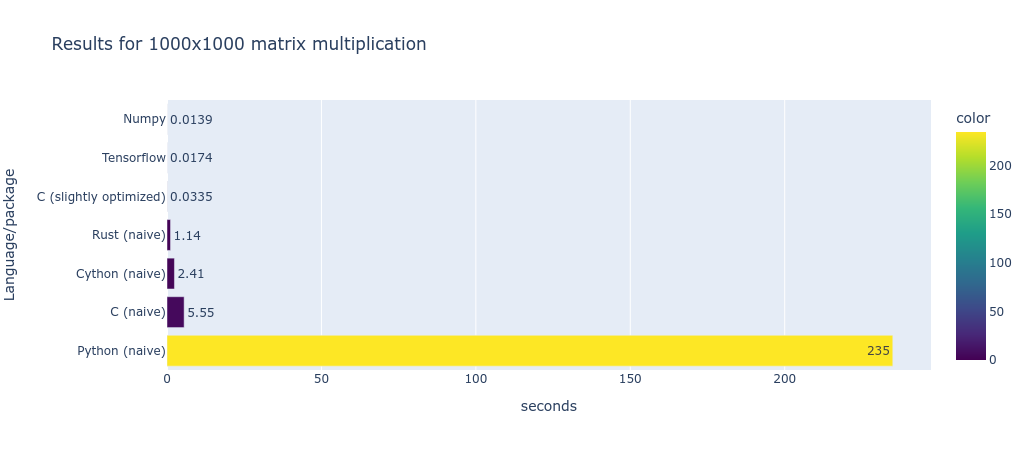 Results for 1000x1000 matrix multiplication
Language/package
Numpy 0.0139
Tensorflow 0.0174
C (slightly optimized) 0.0335
Rust (naive) 1.14
Cython (naive) 2.41
C (naive) 5.55
Python (naive) 235
0 50 100 150 200
seconds
color
200
150
100
50
0